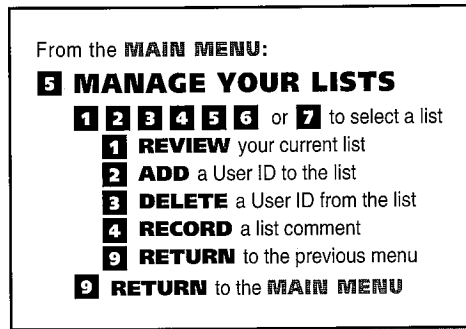 From the MAIN MENU:
5 MANAGE YOUR LISTS
1 2 3 4 5 6 or 7 to select a list
1 REVIEW your current list
2 ADD a User ID to the list
3 DELETE a User ID from the list
4 RECORD a list comment
9 RETURN to the previous menu
9 RETURN to the MAIN MENU